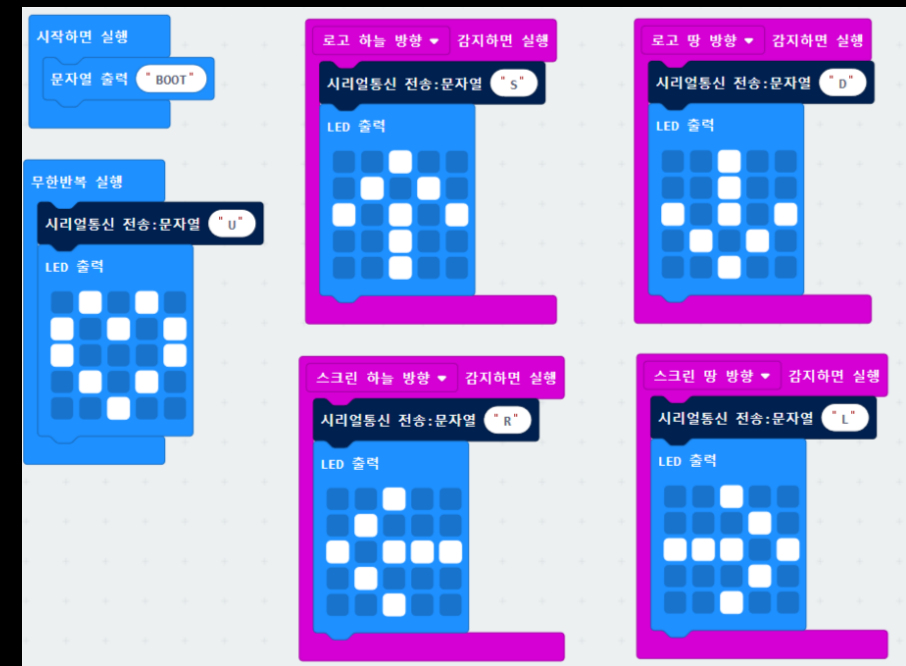 시작하면 실행
문자열 출력 "BOOT"
무한반복 실행
시리얼통신 전송:문자열 "U"
LED 출력
로고 하늘 방향 감지하면 실행
시리얼통신 전송:문자열 "S"
LED 출력
로고 땅 방향 감지하면 실행
시리얼통신 전송:문자열 "D"
LED 출력
스크린 하늘 방향 감지하면 실행
시리얼통신 전송:문자열 "R"
LED 출력
스크린 땅 방향 감지하면 실행
시리얼통신 전송:문자열 "L"
LED 출력